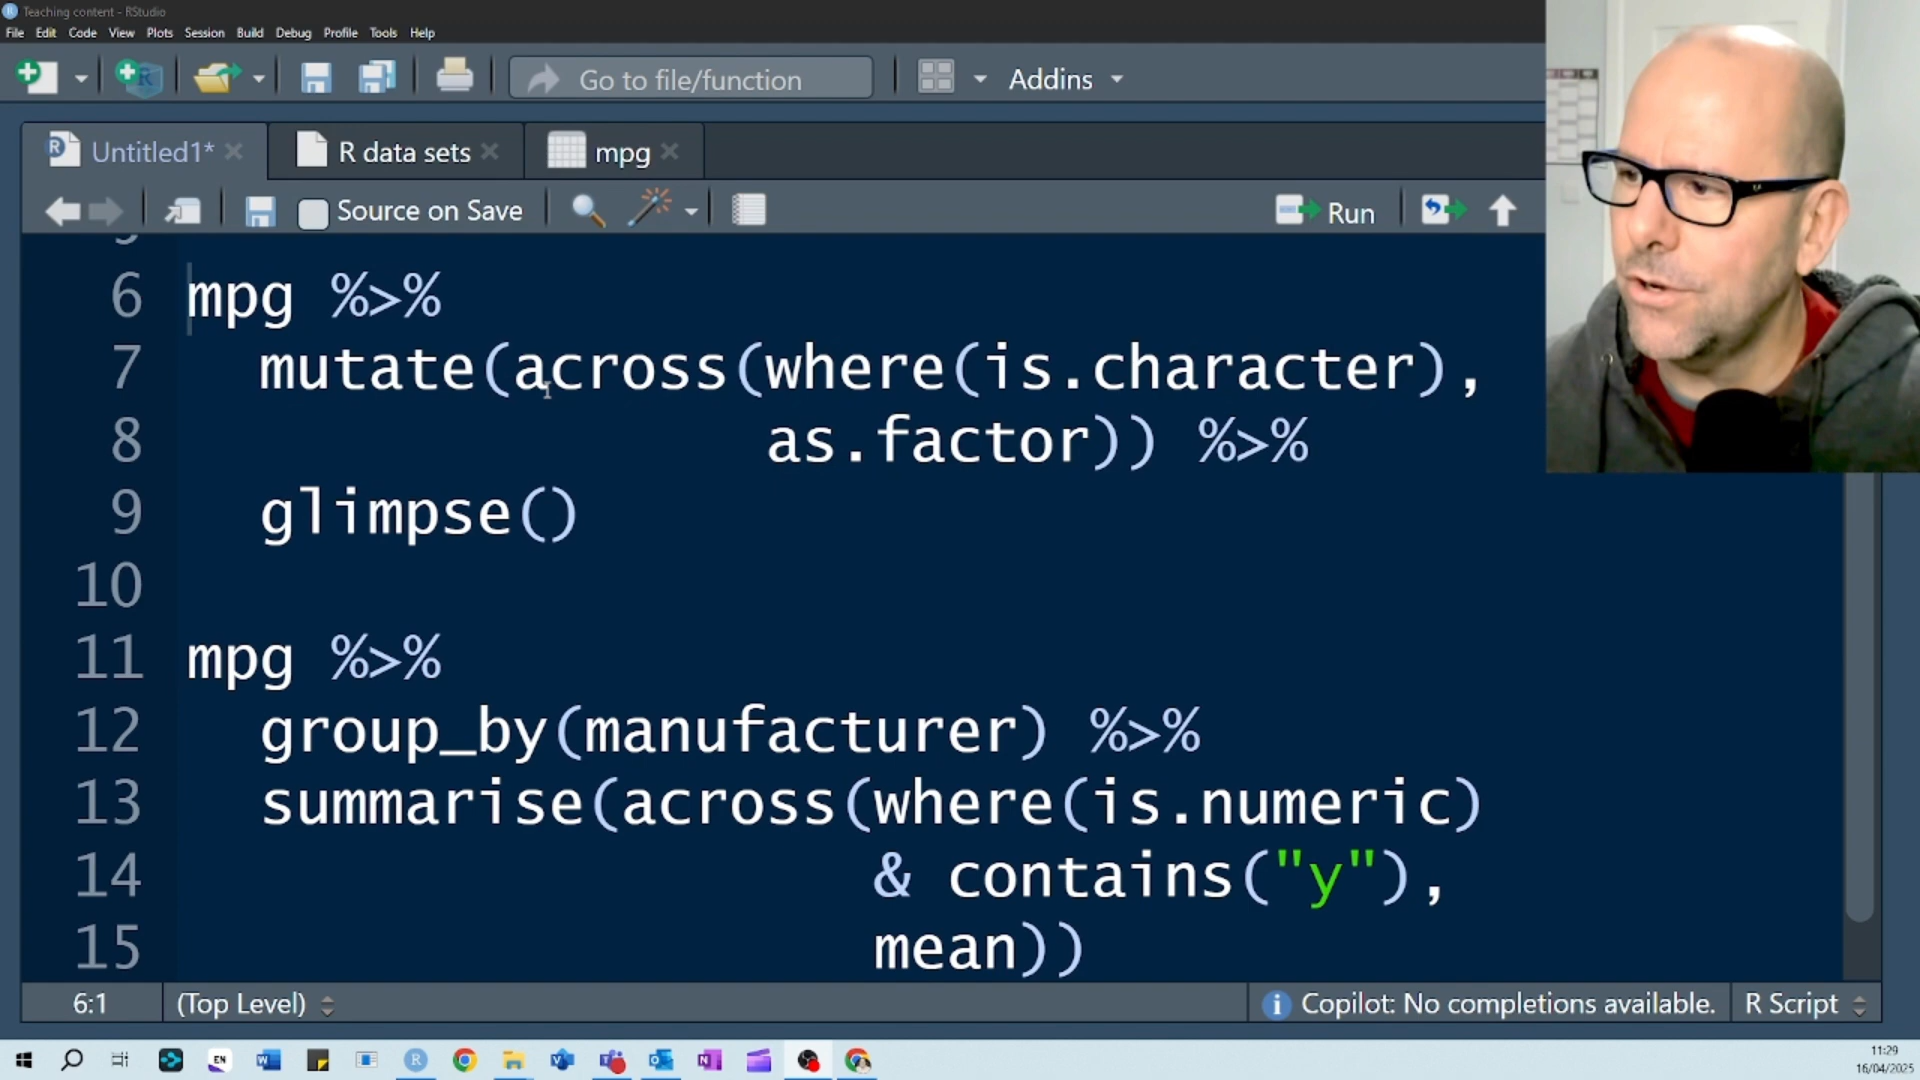 Teaching content - RStudio
File Edit Code View Plots Session Build Debug Profile Tools Help
Go to file/function Addins
Untitled1* R data sets mpg
Source on Save Run
6 mpg %>%
7 mutate(across(where(is.character),
8 as.factor)) %>%
9 glimpse()
10
11 mpg %>%
12 group_by(manufacturer) %>%
13 summarise(across(where(is.numeric)
14 & contains("y"),
15 mean))
6:1 (Top Level) Copilot: No completions available. R Script
EN
11:29
16/04/2025